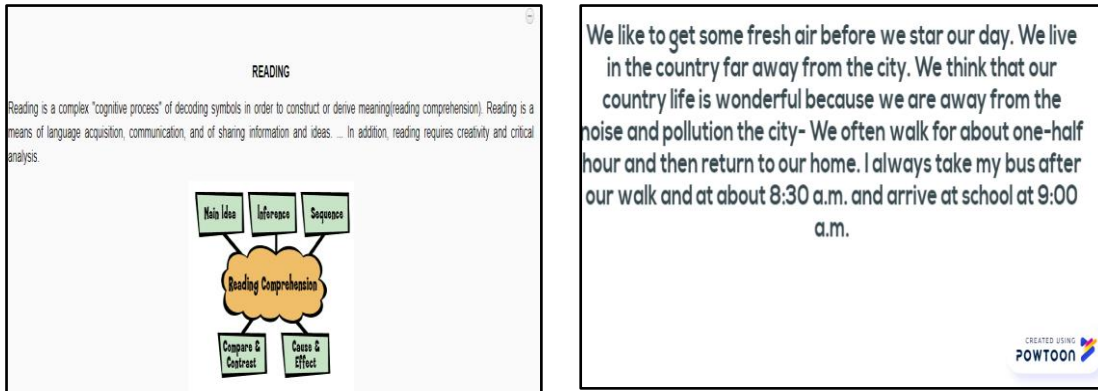 READING
Reading is a complex "cognitive process" of decoding symbols in order to construct or derive meaning(reading comprehension). Reading is a
means of language acquisition, communication, and of sharing information and ideas. ... In addition, reading requires creativity and critical
analysis.
Main Idea
Inference
Sequence
Reading Comprehension
Compare &
Contrast
Cause &
Effect
We like to get some fresh air before we star our day. We live
in the country far away from the city. We think that our
country life is wonderful because we are away from the
noise and pollution the city- We often walk for about one-half
hour and then return to our home. I always take my bus after
our walk and at about 8:30 a.m. and arrive at school at 9:00
a.m.
CREATED USING
POWTOON